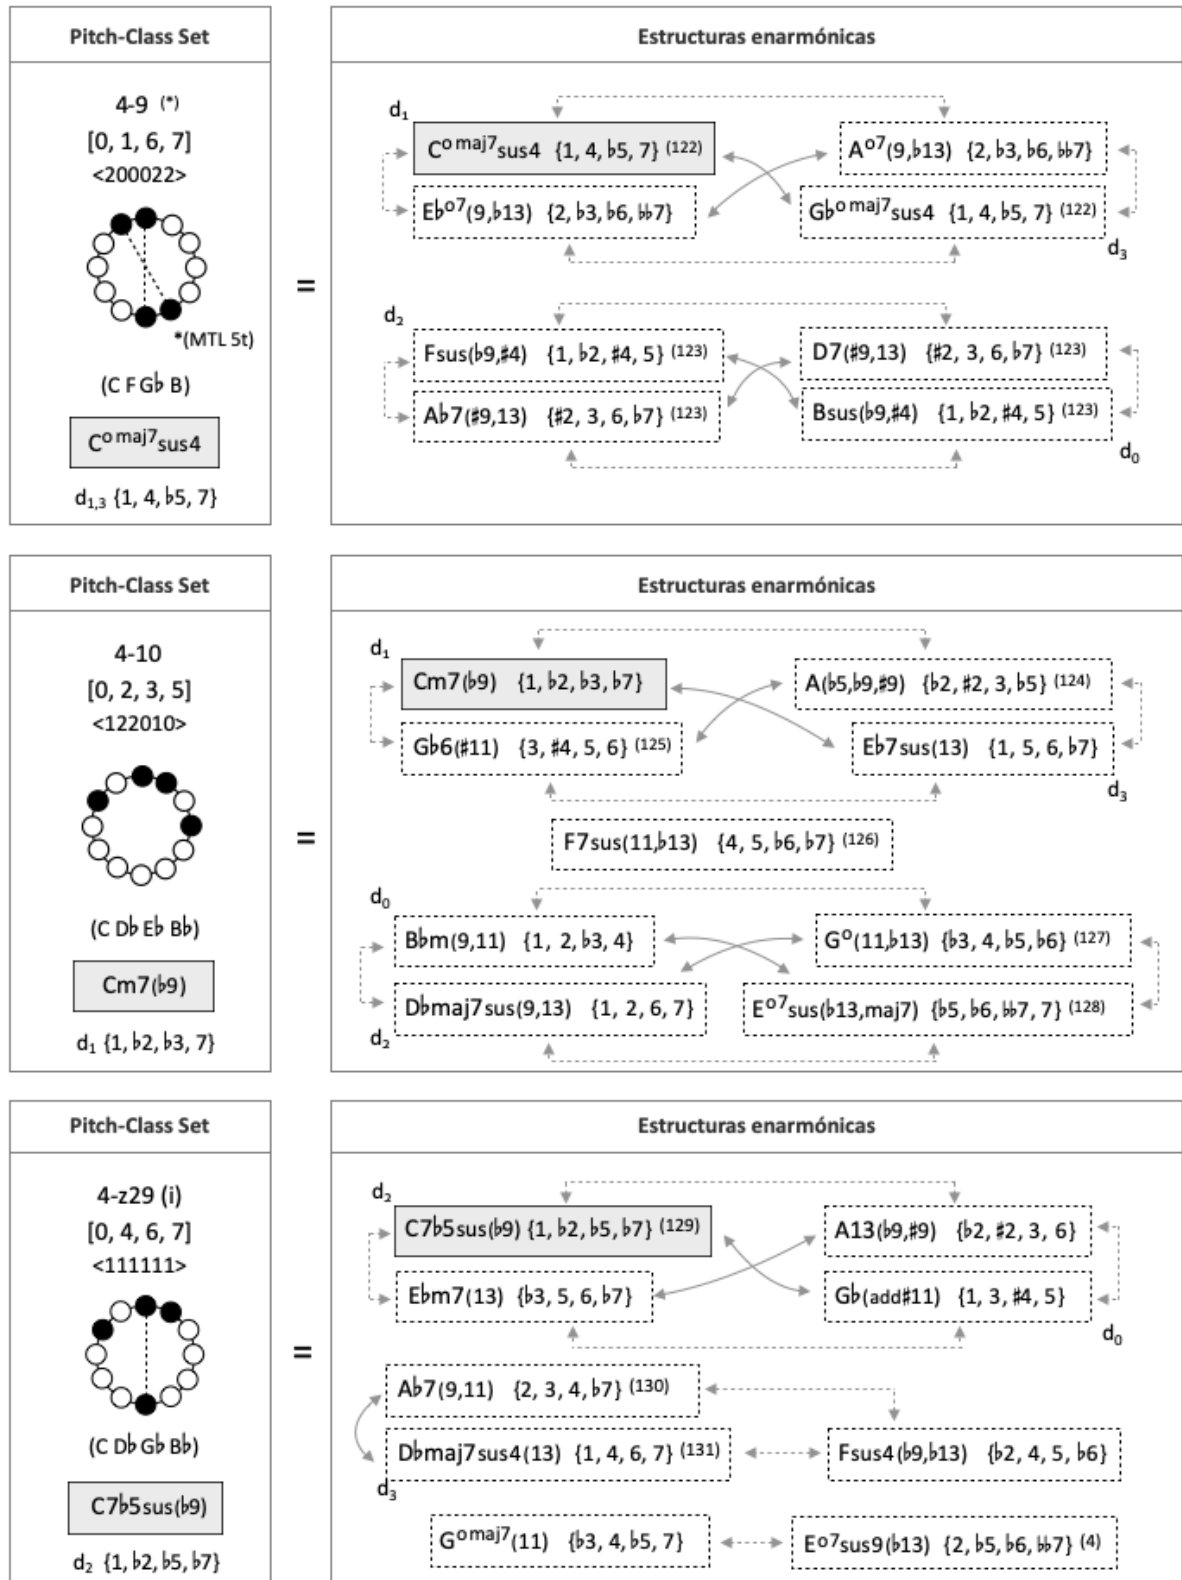 Pitch-Class Set
4-9 (*)
[0, 1, 6, 7]
<200022>
*(MTL 5t)
(C F G♭ B)
C° maj7sus4
d1,3 {1, 4, ♭5, 7}
=
Estructuras enarmónicas
d1
C° maj7sus4 {1, 4, ♭5, 7} (122)
A°7(9,♭13) {2, ♭3, ♭6, 𝄫7}
E♭°7(9,♭13) {2, ♭3, ♭6, 𝄫7}
G♭° maj7sus4 {1, 4, ♭5, 7} (122)
d3
d2
Fsus(♭9,♯4) {1, ♭2, ♯4, 5} (123)
D7(♯9,13) {♯2, 3, 6, ♭7} (123)
A♭7(♯9,13) {♯2, 3, 6, ♭7} (123)
Bsus(♭9,♯4) {1, ♭2, ♯4, 5} (123)
d0
Pitch-Class Set
4-10
[0, 2, 3, 5]
<122010>
(C D♭ E♭ B♭)
Cm7(♭9)
d1 {1, ♭2, ♭3, 7}
=
Estructuras enarmónicas
d1
Cm7(♭9) {1, ♭2, ♭3, ♭7}
A(♭5,♭9,♯9) {♭2, ♯2, 3, ♭5} (124)
G♭6(♯11) {3, ♯4, 5, 6} (125)
E♭7sus(13) {1, 5, 6, ♭7}
d3
F7sus(11,♭13) {4, 5, ♭6, ♭7} (126)
d0
B♭m(9,11) {1, 2, ♭3, 4}
G°(11,♭13) {♭3, 4, ♭5, ♭6} (127)
D♭maj7sus(9,13) {1, 2, 6, 7}
E°7sus(♭13,maj7) {♭5, ♭6, 𝄫7, 7} (128)
d2
Pitch-Class Set
4-z29 (i)
[0, 4, 6, 7]
<111111>
(C D♭ G♭ B♭)
C7♭5sus(♭9)
d2 {1, ♭2, ♭5, ♭7}
=
Estructuras enarmónicas
d2
C7♭5sus(♭9) {1, ♭2, ♭5, ♭7} (129)
A13(♭9,♯9) {♭2, ♯2, 3, 6}
E♭m7(13) {♭3, 5, 6, ♭7}
G♭(add♯11) {1, 3, ♯4, 5}
d0
A♭7(9,11) {2, 3, 4, ♭7} (130)
D♭maj7sus4(13) {1, 4, 6, 7} (131)
Fsus4(♭9,♭13) {♭2, 4, 5, ♭6}
d3
G° maj7(11) {♭3, 4, ♭5, 7}
E°7sus9(♭13) {2, ♭5, ♭6, 𝄫7} (4)